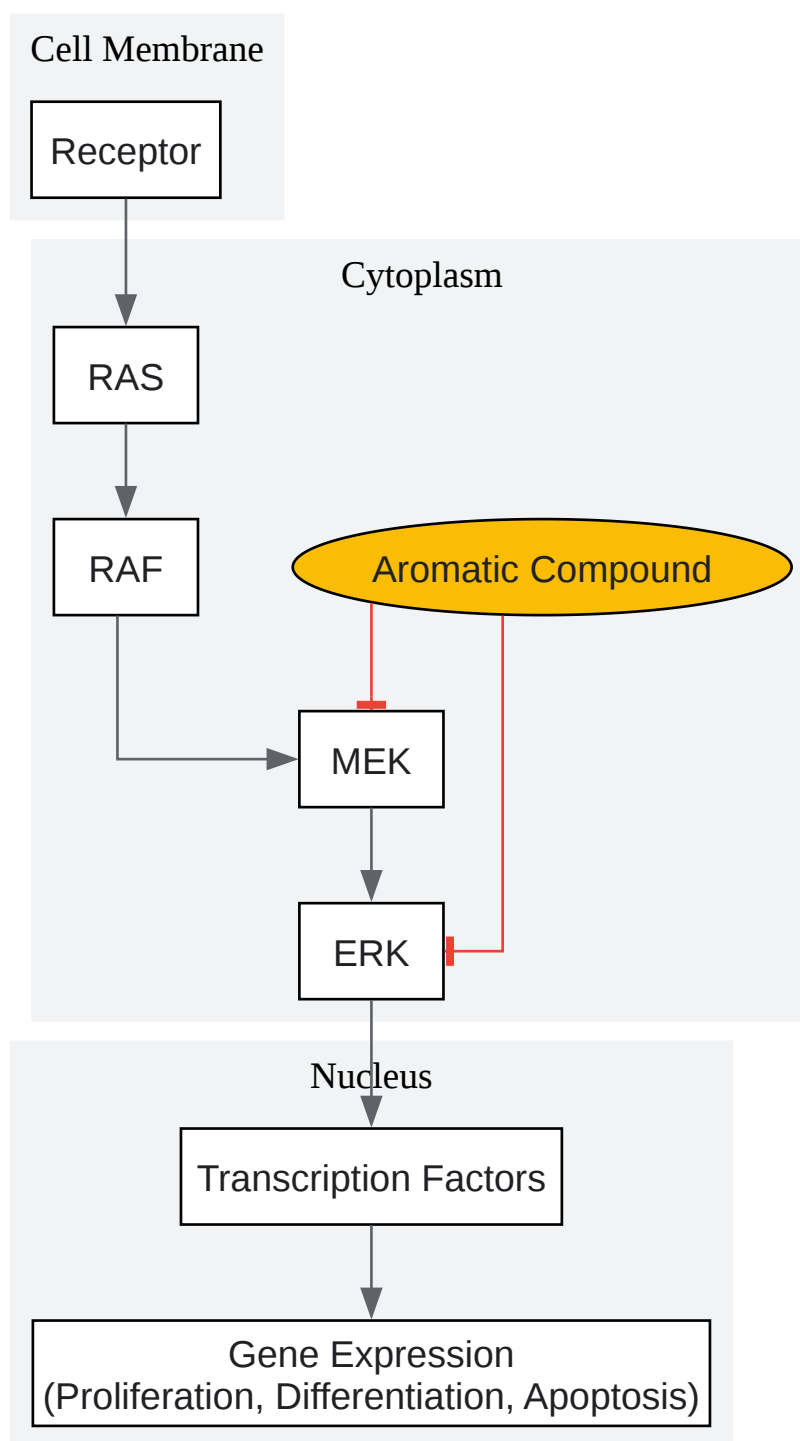 Cell Membrane
Receptor
Cytoplasm
RAS
RAF
Aromatic Compound
MEK
ERK
Nucleus
Transcription Factors
Gene Expression
(Proliferation, Differentiation, Apoptosis)